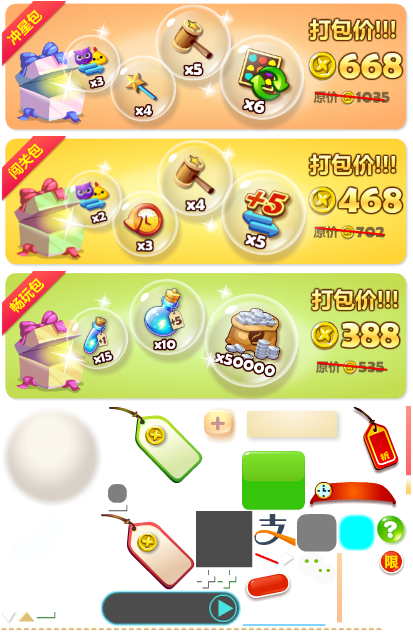 冲星包
打包价!!!
668
原价 1035
x3
x4
x5
x6
闯关包
打包价!!!
468
原价 702
x2
x3
x4
+5
x5
畅玩包
打包价!!!
388
原价 535
+1
x15
+5
x10
x50000
折
支
?
限